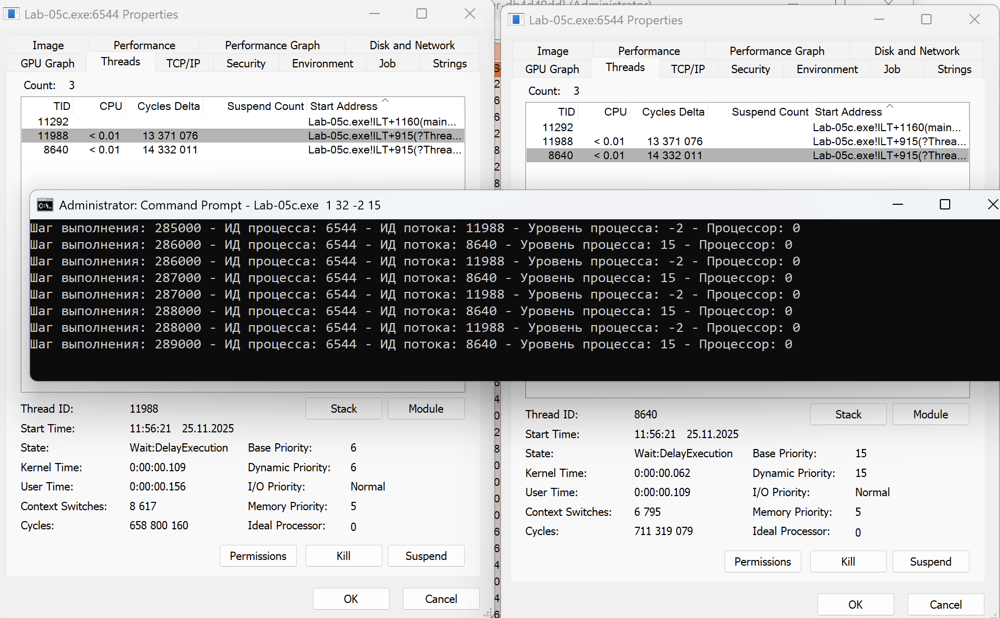 Lab-05c.exe:6544 Properties
Image Performance Performance Graph Disk and Network
GPU Graph Threads TCP/IP Security Environment Job Strings
Count: 3
TID CPU Cycles Delta Suspend Count Start Address
11292 Lab-05c.exe!ILT+1160(main...
11988 < 0.01 13 371 076 Lab-05c.exe!ILT+915(?Threa...
8640 < 0.01 14 332 011 Lab-05c.exe!ILT+915(?Threa...
(Administrator)
Lab-05c.exe:6544 Properties
Image Performance Performance Graph Disk and Network
GPU Graph Threads TCP/IP Security Environment Job Strings
Count: 3
TID CPU Cycles Delta Suspend Count Start Address
11292 Lab-05c.exe!ILT+1160(main...
11988 < 0.01 13 371 076 Lab-05c.exe!ILT+915(?Threa...
8640 < 0.01 14 332 011 Lab-05c.exe!ILT+915(?Threa...
Administrator: Command Prompt - Lab-05c.exe 1 32 -2 15
Шаг выполнения: 285000 - ИД процесса: 6544 - ИД потока: 11988 - Уровень процесса: -2 - Процессор: 0
Шаг выполнения: 286000 - ИД процесса: 6544 - ИД потока: 8640 - Уровень процесса: 15 - Процессор: 0
Шаг выполнения: 286000 - ИД процесса: 6544 - ИД потока: 11988 - Уровень процесса: -2 - Процессор: 0
Шаг выполнения: 287000 - ИД процесса: 6544 - ИД потока: 8640 - Уровень процесса: 15 - Процессор: 0
Шаг выполнения: 287000 - ИД процесса: 6544 - ИД потока: 11988 - Уровень процесса: -2 - Процессор: 0
Шаг выполнения: 288000 - ИД процесса: 6544 - ИД потока: 8640 - Уровень процесса: 15 - Процессор: 0
Шаг выполнения: 288000 - ИД процесса: 6544 - ИД потока: 11988 - Уровень процесса: -2 - Процессор: 0
Шаг выполнения: 289000 - ИД процесса: 6544 - ИД потока: 8640 - Уровень процесса: 15 - Процессор: 0
Thread ID: 11988 Stack Module
Start Time: 11:56:21 25.11.2025
State: Wait:DelayExecution Base Priority: 6
Kernel Time: 0:00:00.109 Dynamic Priority: 6
User Time: 0:00:00.156 I/O Priority: Normal
Context Switches: 8 617 Memory Priority: 5
Cycles: 658 800 160 Ideal Processor: 0
Permissions Kill Suspend
OK Cancel
Thread ID: 8640 Stack Module
Start Time: 11:56:21 25.11.2025
State: Wait:DelayExecution Base Priority: 15
Kernel Time: 0:00:00.062 Dynamic Priority: 15
User Time: 0:00:00.109 I/O Priority: Normal
Context Switches: 6 795 Memory Priority: 5
Cycles: 711 319 079 Ideal Processor: 0
Permissions Kill Suspend
OK Cancel